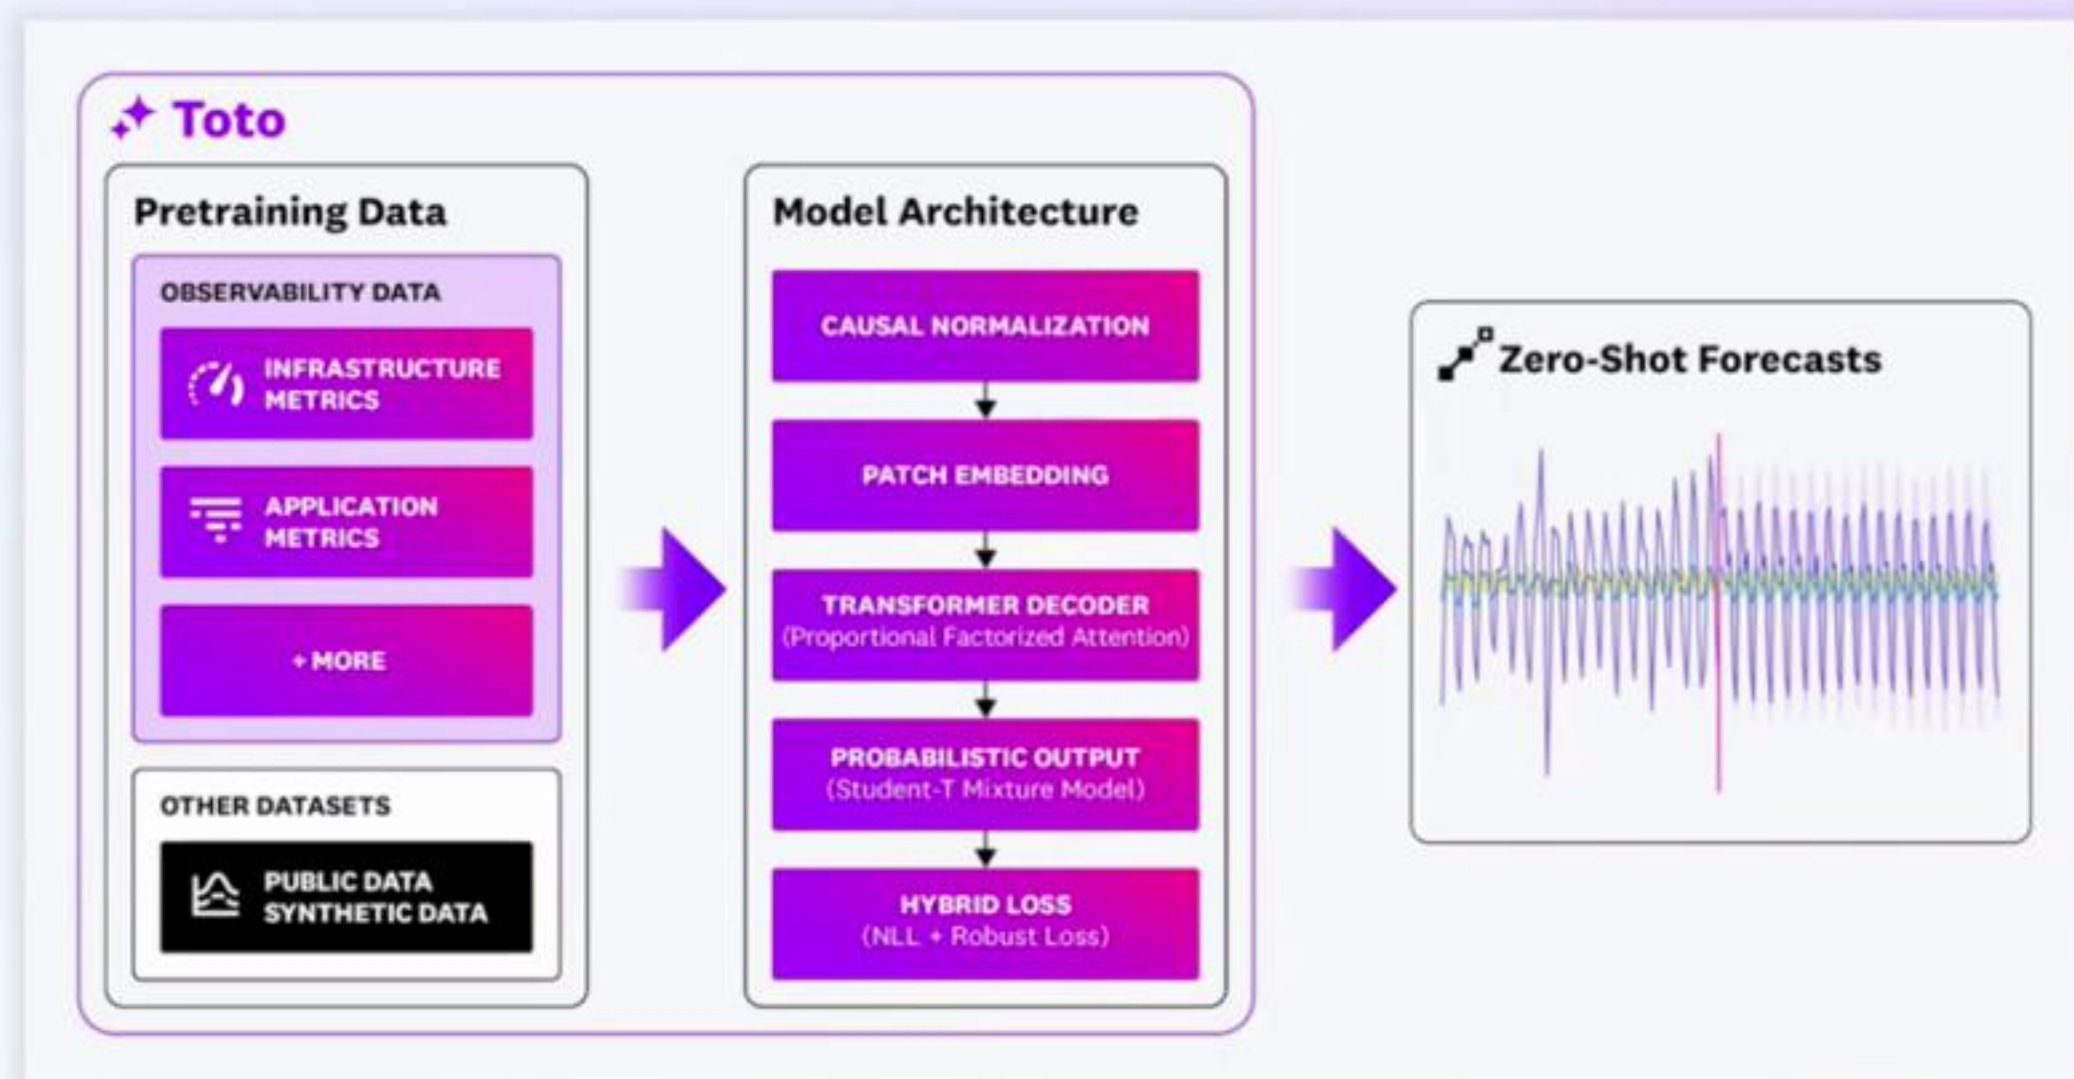 Toto
Pretraining Data
OBSERVABILITY DATA
INFRASTRUCTURE
METRICS
APPLICATION
METRICS
+ MORE
OTHER DATASETS
PUBLIC DATA
SYNTHETIC DATA
Model Architecture
CAUSAL NORMALIZATION
PATCH EMBEDDING
TRANSFORMER DECODER
(Proportional Factorized Attention)
PROBABILISTIC OUTPUT
(Student-T Mixture Model)
HYBRID LOSS
(NLL + Robust Loss)
Zero-Shot Forecasts